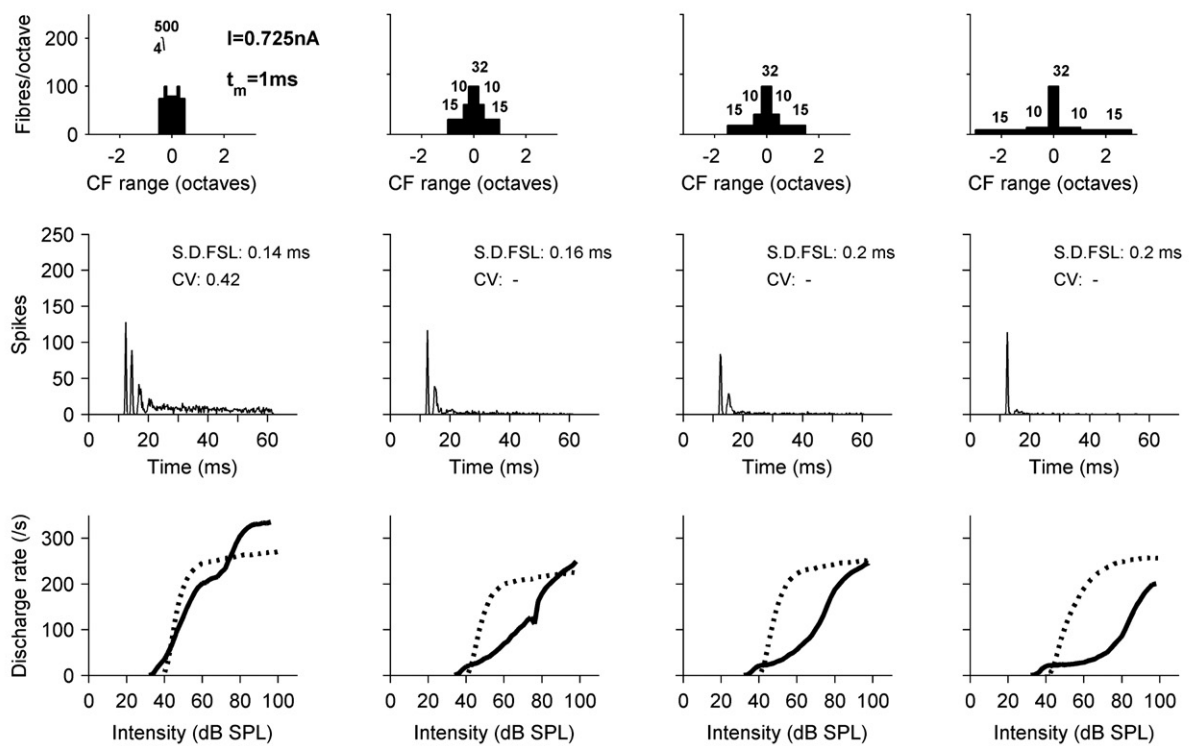 Fibres/octave
200
100
0
500
4
I=0.725nA
t_m=1ms
-2 0 2
CF range (octaves)
32
10 10
15 15
-2 0 2
CF range (octaves)
32
10 10
15 15
-2 0 2
CF range (octaves)
32
15 10 10 15
-2 0 2
CF range (octaves)
Spikes
250
200
150
100
50
0
S.D.FSL: 0.14 ms
CV: 0.42
0 20 40 60
Time (ms)
S.D.FSL: 0.16 ms
CV: -
0 20 40 60
Time (ms)
S.D.FSL: 0.2 ms
CV: -
0 20 40 60
Time (ms)
S.D.FSL: 0.2 ms
CV: -
0 20 40 60
Time (ms)
Discharge rate (/s)
300
200
100
0
0 20 40 60 80 100
Intensity (dB SPL)
0 20 40 60 80 100
Intensity (dB SPL)
0 20 40 60 80 100
Intensity (dB SPL)
0 20 40 60 80 100
Intensity (dB SPL)